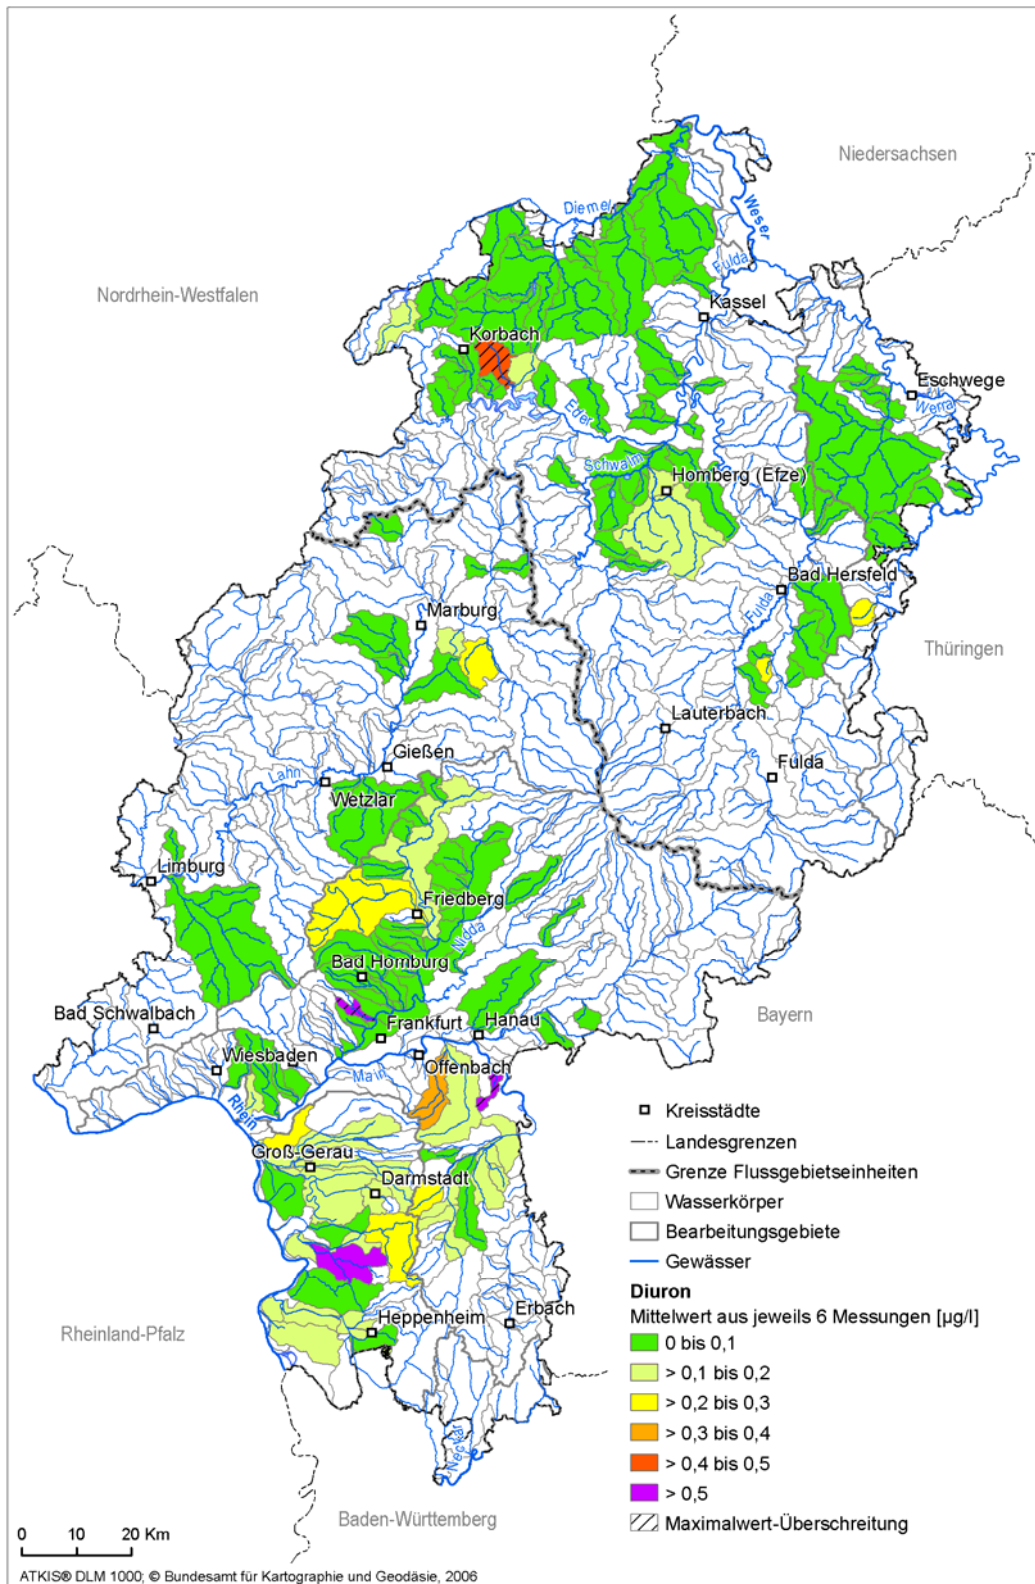 Niedersachsen
Diemel
Weser
Fulda
Nordrhein-Westfalen
Kassel
Korbach
Eschwege
Werra
Eder
Schwalm
Homberg (Efze)
Bad Hersfeld
Fulda
Marburg
Thüringen
Lauterbach
Gießen
Fulda
Lahn
Wetzlar
Limburg
Friedberg
Nidda
Bad Homburg
Bad Schwalbach
Bayern
Frankfurt
Hanau
Wiesbaden
Offenbach
Main
Rhein
Groß-Gerau
Darmstadt
Erbach
Heppenheim
Rheinland-Pfalz
Neckar
Baden-Württemberg
Kreisstädte
Landesgrenzen
Grenze Flussgebietseinheiten
Wasserkörper
Bearbeitungsgebiete
Gewässer
Diuron
Mittelwert aus jeweils 6 Messungen [µg/l]
0 bis 0,1
> 0,1 bis 0,2
> 0,2 bis 0,3
> 0,3 bis 0,4
> 0,4 bis 0,5
> 0,5
Maximalwert-Überschreitung
0 10 20 Km
ATKIS® DLM 1000; © Bundesamt für Kartographie und Geodäsie, 2006